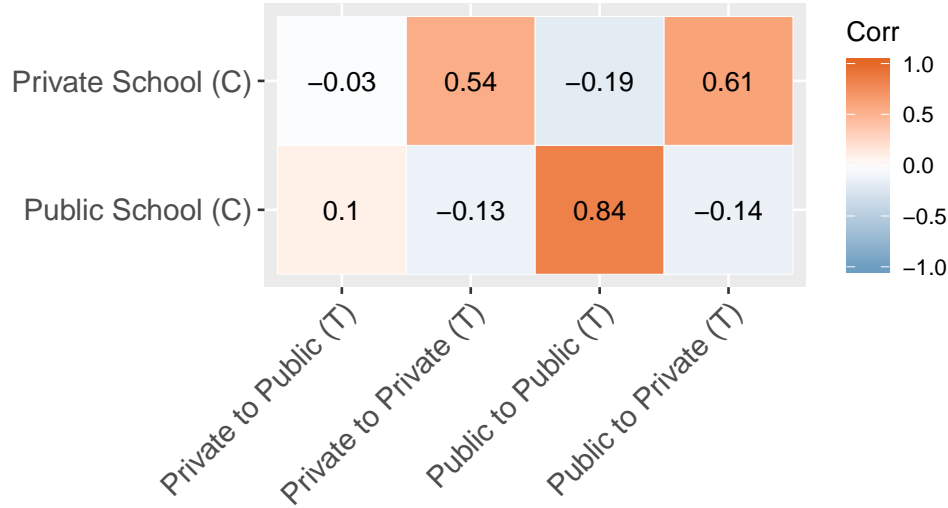 Corr
Private School (C)
−0.03
0.54
−0.19
0.61
Public School (C)
0.1
−0.13
0.84
−0.14
1.0
0.5
0.0
−0.5
−1.0
Private to Public (T)
Private to Private (T)
Public to Public (T)
Public to Private (T)